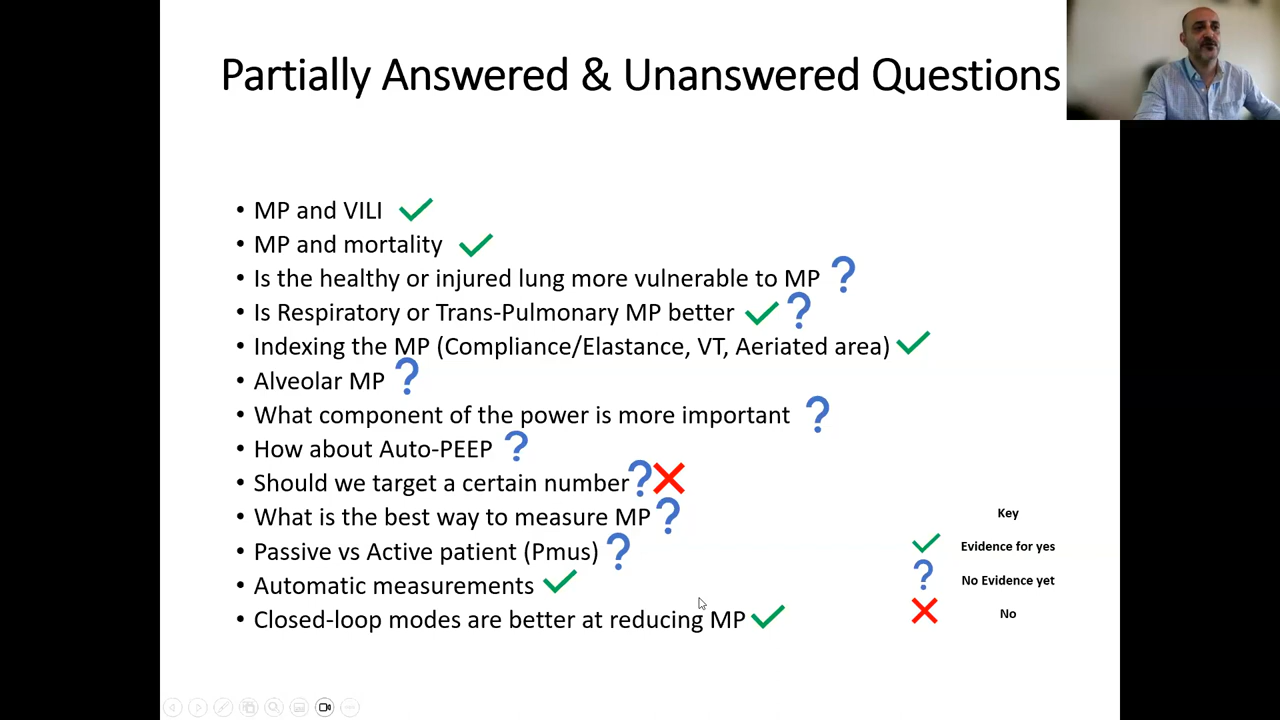 Partially Answered & Unanswered Questions
• MP and VILI
• MP and mortality
• Is the healthy or injured lung more vulnerable to MP
• Is Respiratory or Trans-Pulmonary MP better
• Indexing the MP (Compliance/Elastance, VT, Aeriated area)
• Alveolar MP
• What component of the power is more important
• How about Auto-PEEP
• Should we target a certain number
• What is the best way to measure MP
• Passive vs Active patient (Pmus)
• Automatic measurements
• Closed-loop modes are better at reducing MP
Key
Evidence for yes
? No Evidence yet
No